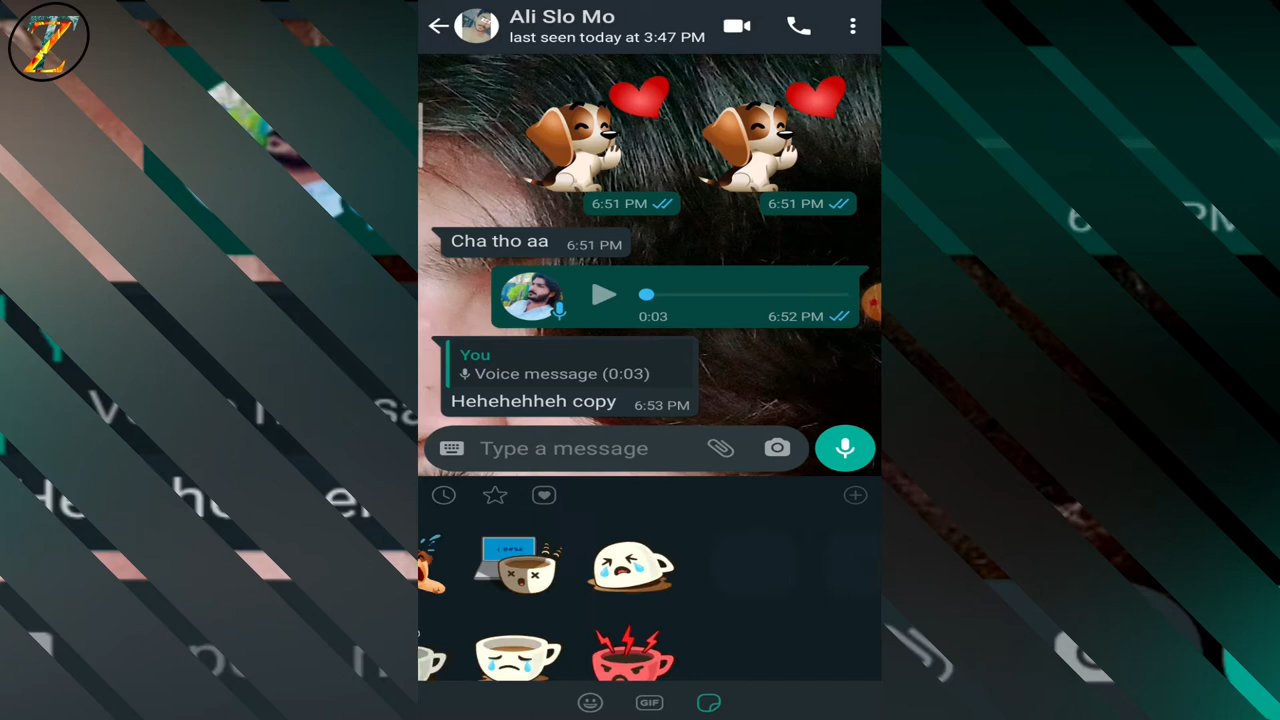 Z
Ali Slo Mo
last seen today at 3:47 PM
6:51 PM
6:51 PM
Cha tho aa 6:51 PM
0:03 6:52 PM
You
Voice message (0:03)
Hehehehheh copy 6:53 PM
Type a message
GIF